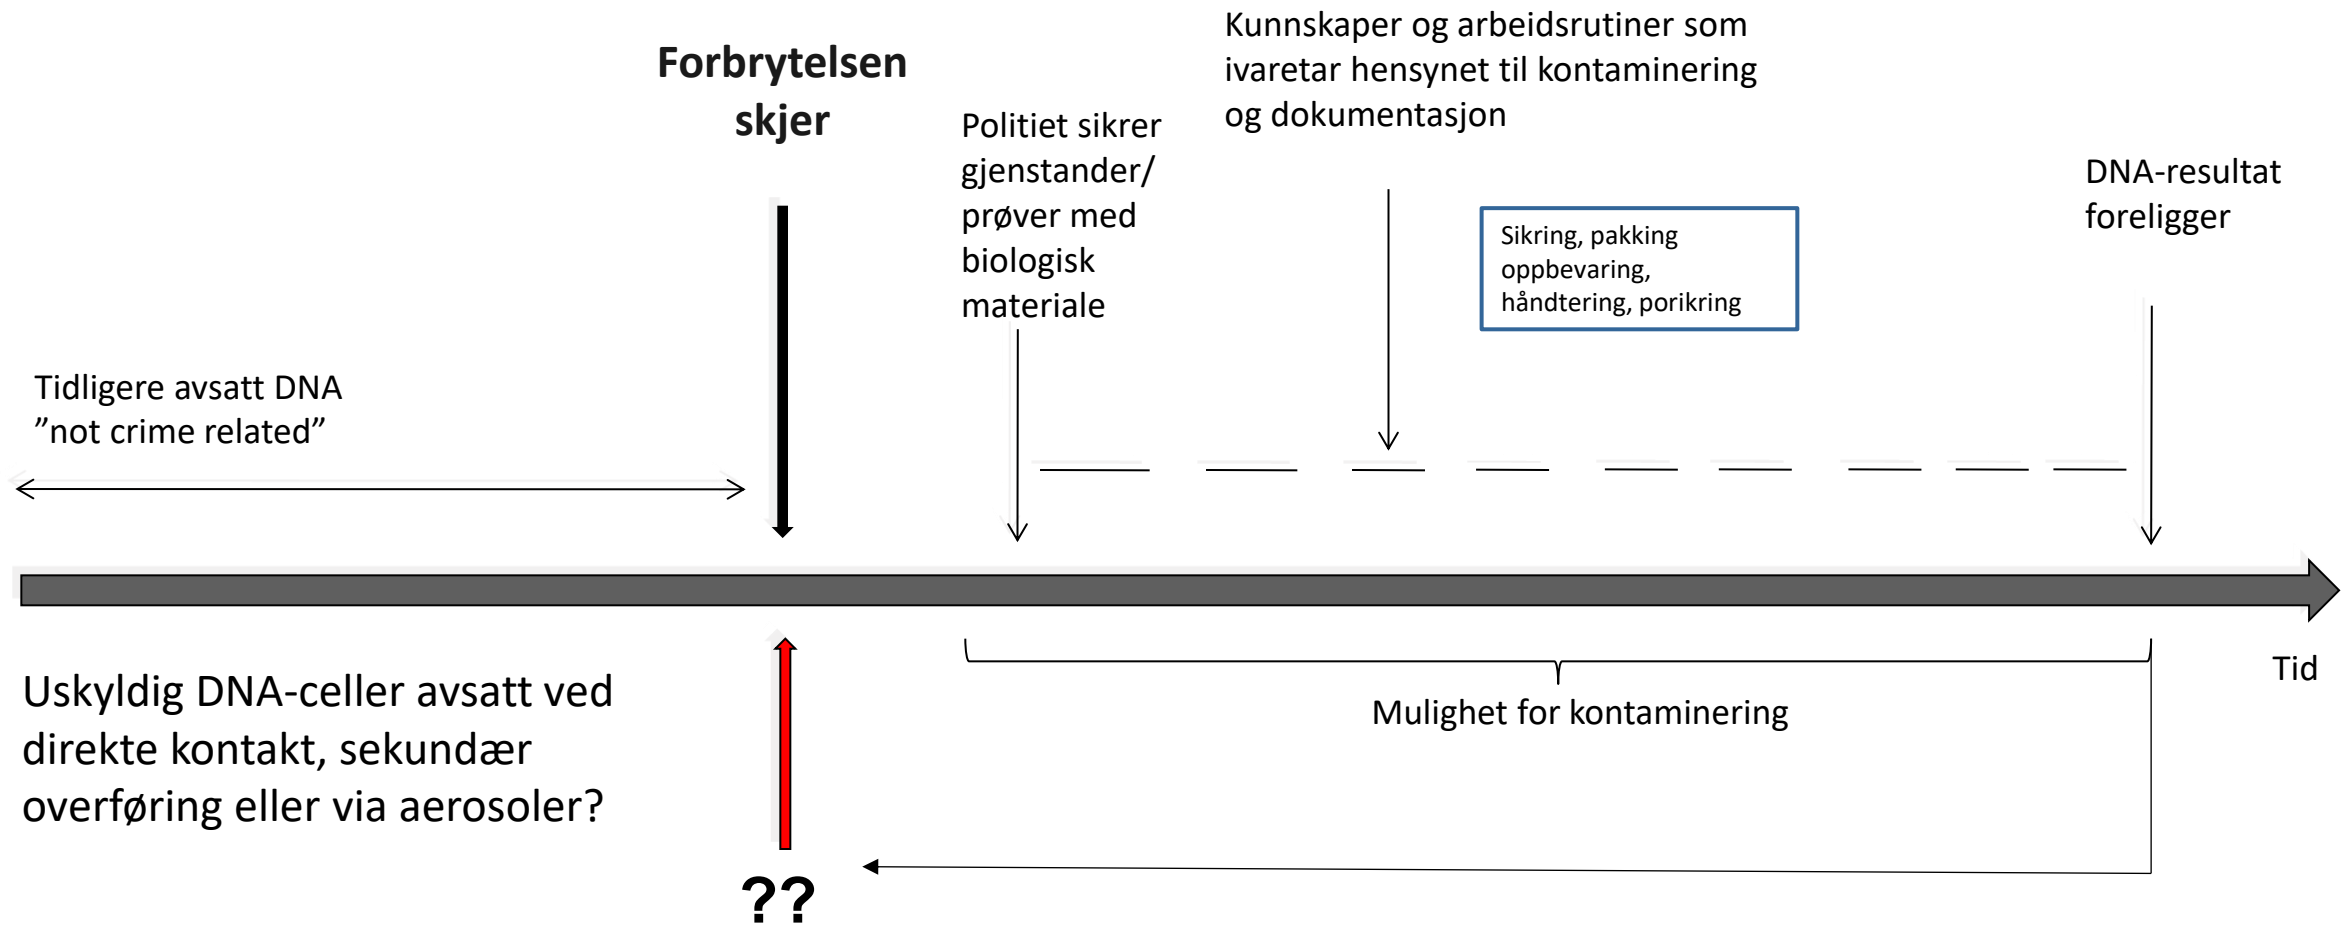 Forbrytelsen
skjer
Kunnskaper og arbeidsrutiner som
ivaretar hensynet til kontaminering
og dokumentasjon
Politiet sikrer
gjenstander/
prøver med
biologisk
materiale
DNA-resultat
foreligger
Sikring, pakking
oppbevaring,
håndtering, porikring
Tidligere avsatt DNA
”not crime related”
Tid
Uskyldig DNA-celler avsatt ved
direkte kontakt, sekundær
overføring eller via aerosoler?
Mulighet for kontaminering
??